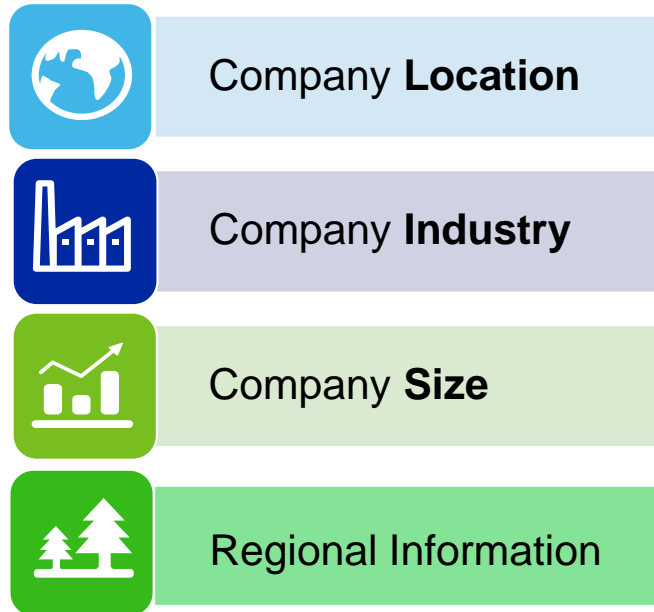 Company Location
Company Industry
Company Size
Regional Information